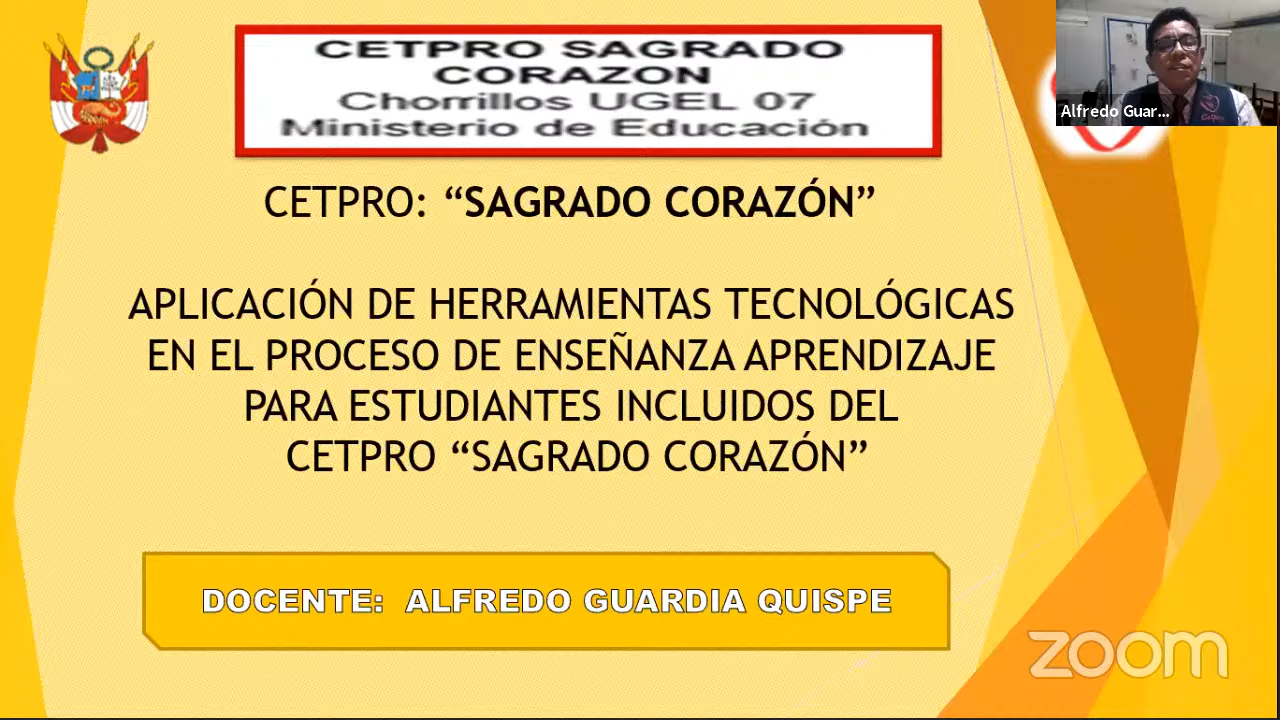 CETPRO SAGRADO
CORAZON
Chorrillos UGEL 07
Ministerio de Educación
Alfredo Guar...
Cetpro
CETPRO: “SAGRADO CORAZÓN”
APLICACIÓN DE HERRAMIENTAS TECNOLÓGICAS
EN EL PROCESO DE ENSEÑANZA APRENDIZAJE
PARA ESTUDIANTES INCLUIDOS DEL
CETPRO “SAGRADO CORAZÓN”
DOCENTE: ALFREDO GUARDIA QUISPE
zoom